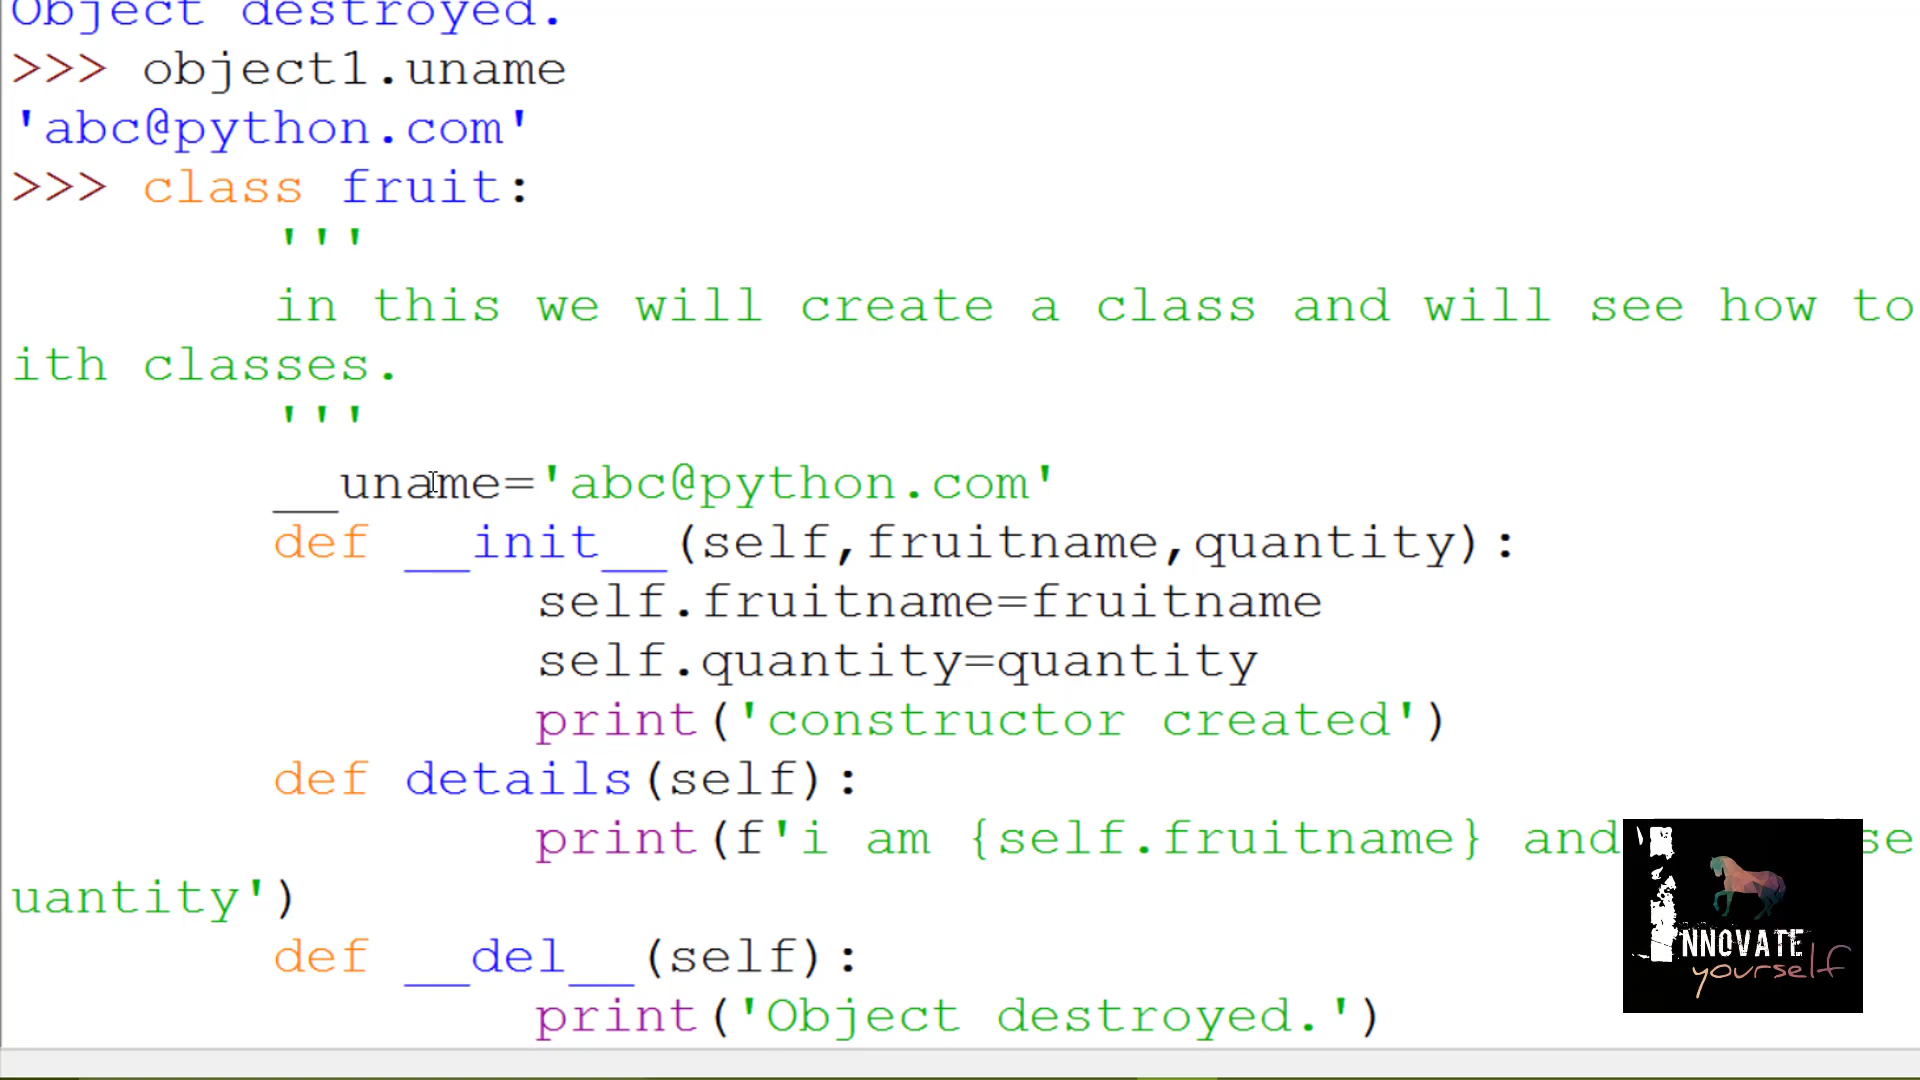 Object destroyed.
>>> object1.uname
'abc@python.com'
>>> class fruit:
'''
in this we will create a class and will see how to
ith classes.
'''
__uname='abc@python.com'
def __init__(self,fruitname,quantity):
self.fruitname=fruitname
self.quantity=quantity
print('constructor created')
def details(self):
print(f'i am {self.fruitname} and se
uantity')
def __del__(self):
print('Object destroyed.')
NNOVATE
yourself